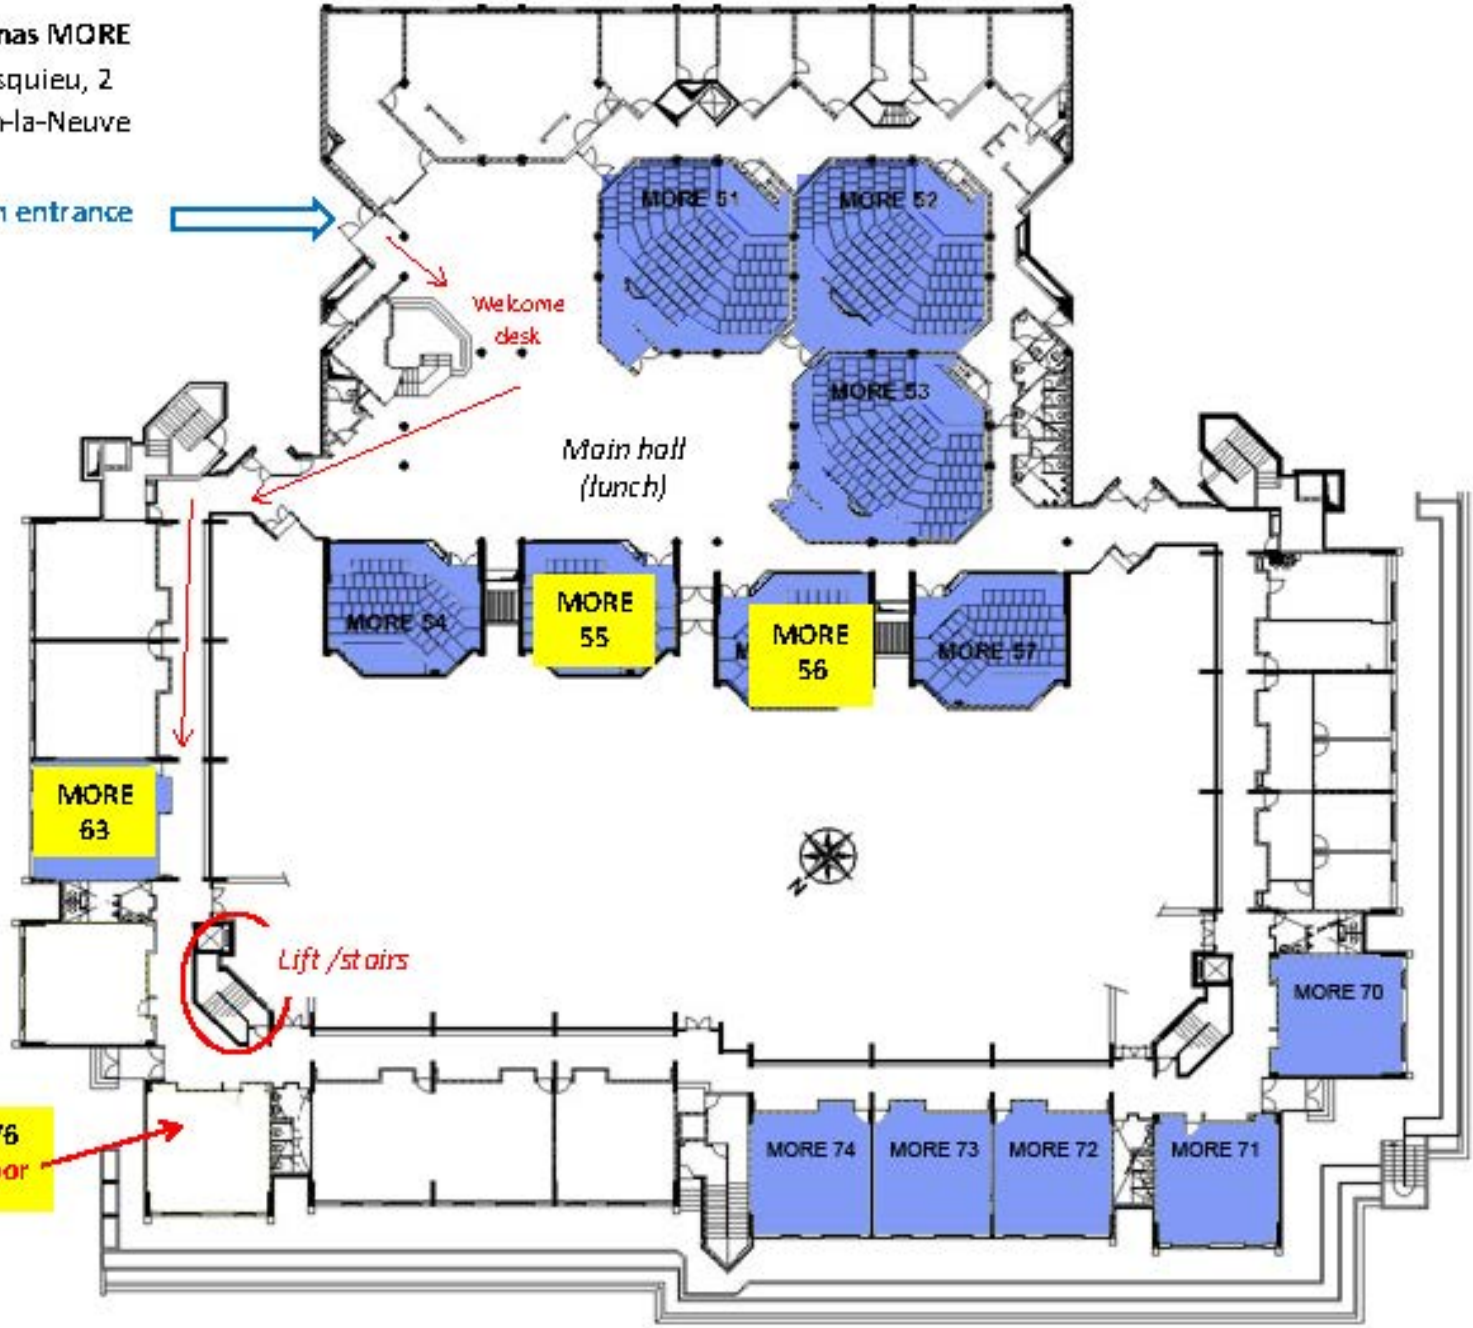 nas MORE
squieu, 2
n-la-Neuve
n entrance
MORE 51
MORE 52
Welcome
desk
MORE 53
Main hall
(lunch)
MORE 54
MORE
55
MORE
56
MORE 57
MORE
63
N
Lift /stairs
MORE 70
76
oor
MORE 74
MORE 73
MORE 72
MORE 71